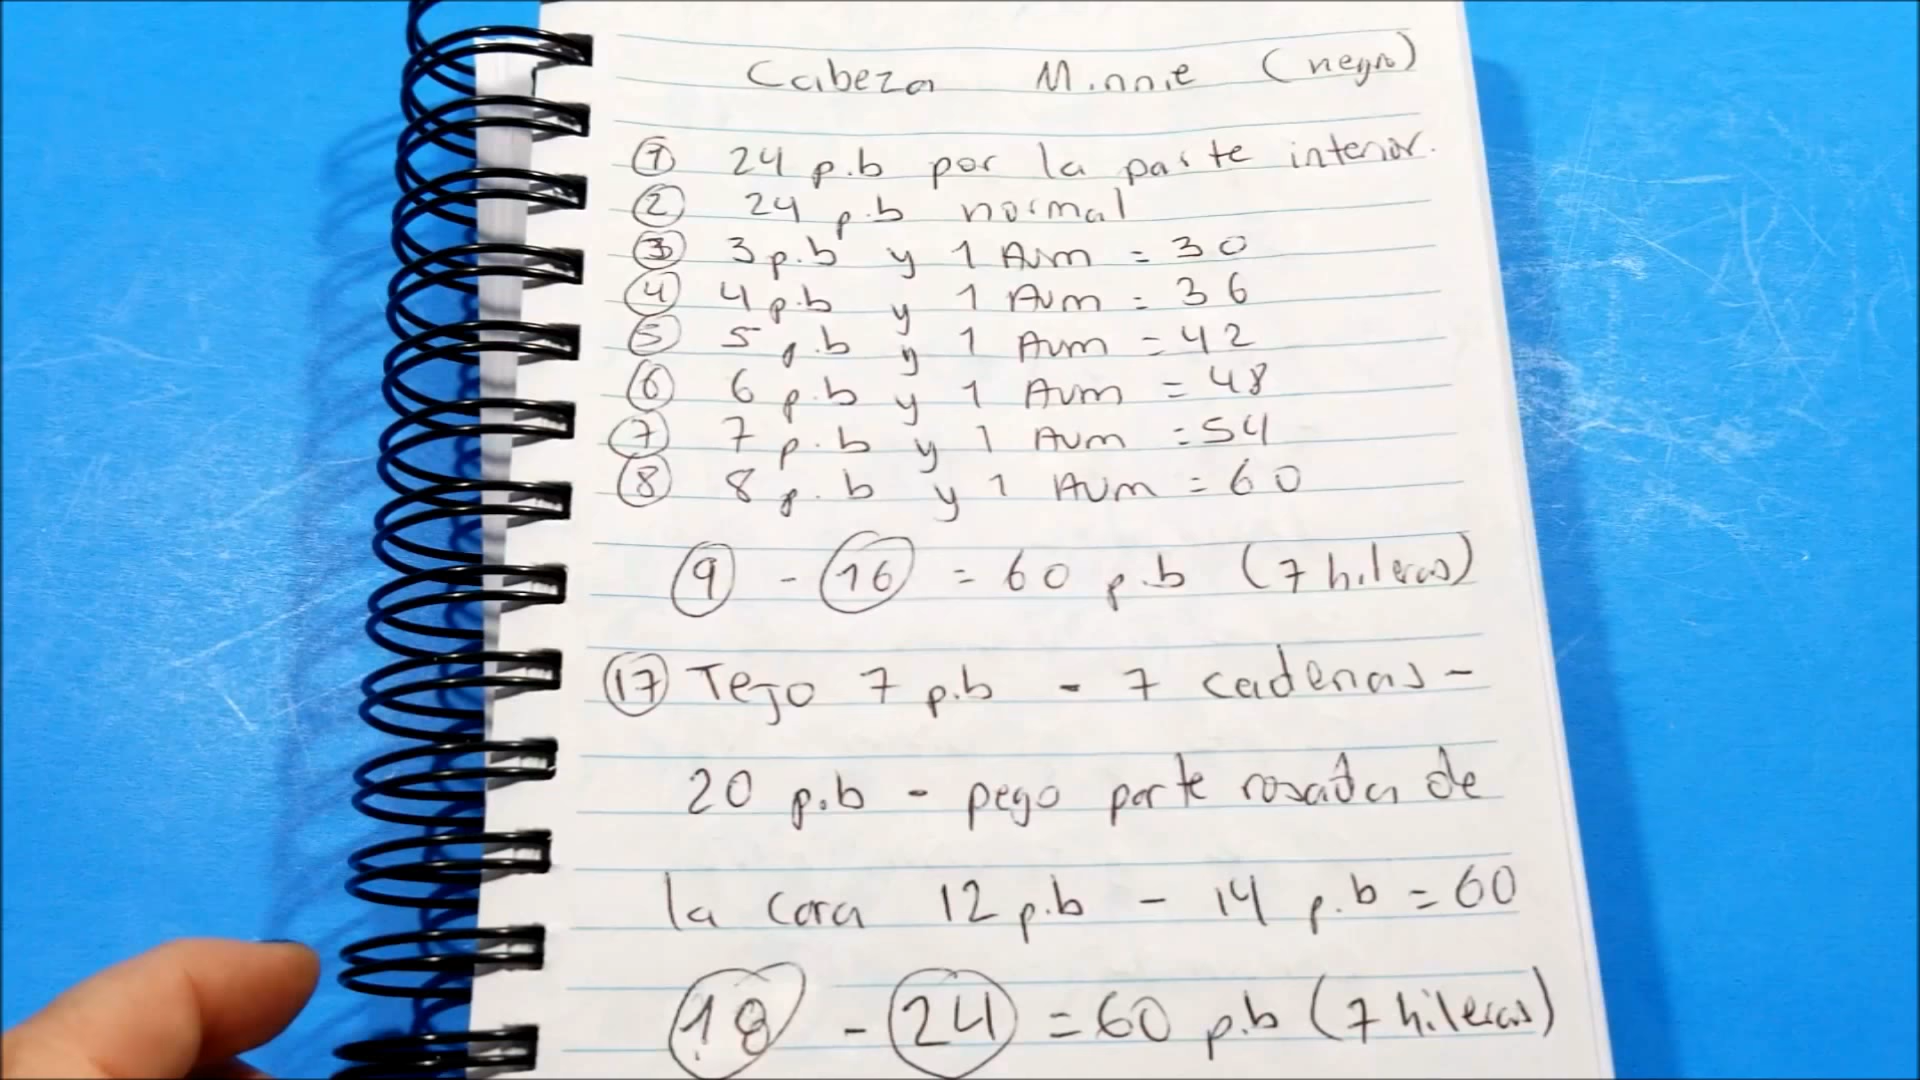 Cabeza Minnie (negro)
① 24 p.b por la parte interior.
② 24 p.b normal
③ 3 p.b y 1 Aum = 30
④ 4 p.b y 1 Aum = 36
⑤ 5 p.b y 1 Aum = 42
⑥ 6 p.b y 1 Aum = 48
⑦ 7 p.b y 1 Aum = 54
⑧ 8 p.b y 1 Aum = 60
⑨ - ⑯ = 60 p.b (7 hileras)
⑰ Tejo 7 p.b - 7 cadenas -
20 p.b - pego parte rosada de
la cara 12 p.b - 14 p.b = 60
⑱ - ㉔ = 60 p.b (7 hileras)